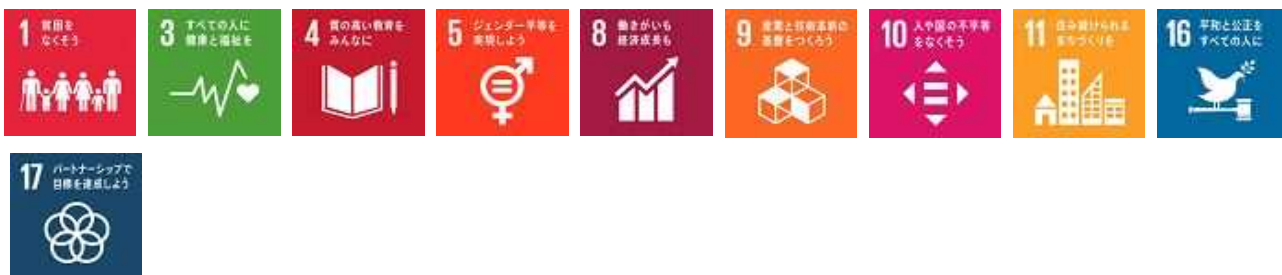 1 貧困を
なくそう
3 すべての人に
健康と福祉を
4 質の高い教育を
みんなに
5 ジェンダー平等を
実現しよう
8 働きがいも
経済成長も
9 産業と技術革新の
基盤をつくろう
10 人や国の不平等
をなくそう
11 住み続けられる
まちづくりを
16 平和と公正を
すべての人に
17 パートナーシップで
目標を達成しよう